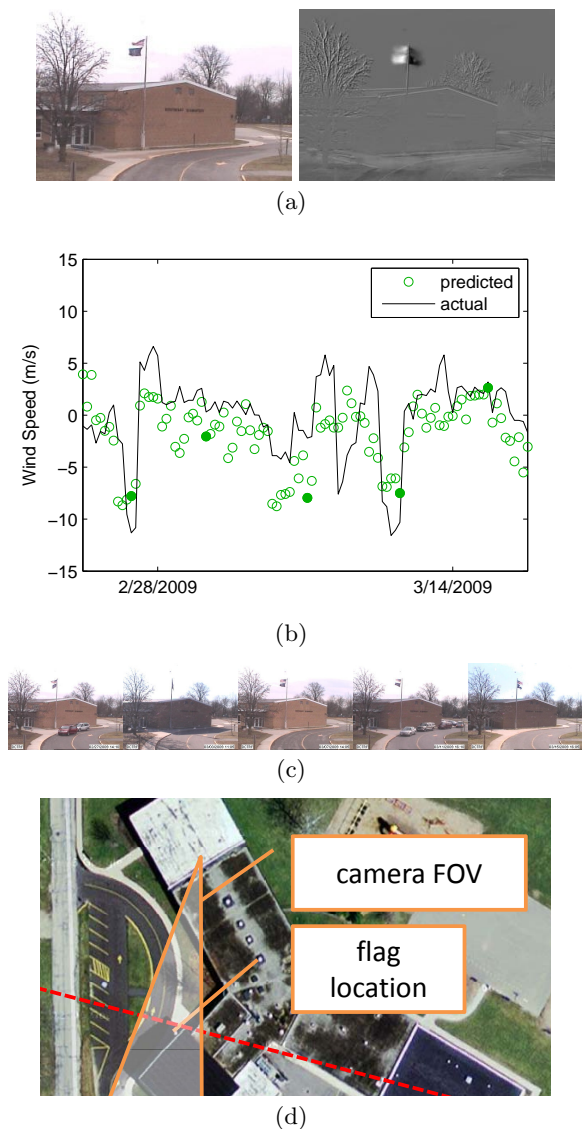 (a)
15
10
5
0
−5
−10
−15
Wind Speed (m/s)
predicted
actual
2/28/2009
3/14/2009
(b)
(c)
camera FOV
flag
location
(d)